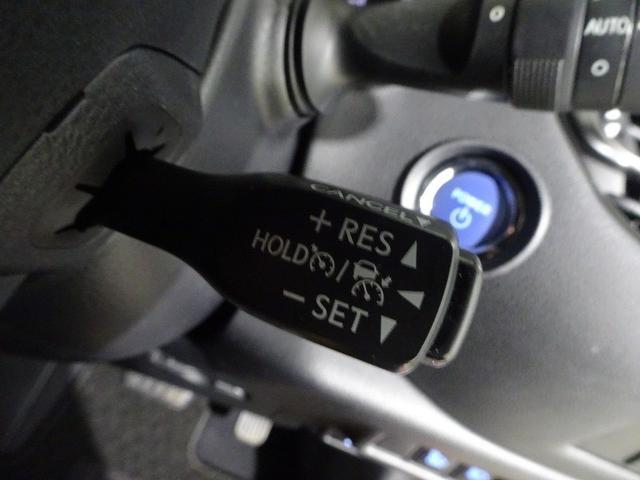 AUTO
POWER
CANCEL
+ RES
HOLD /
− SET